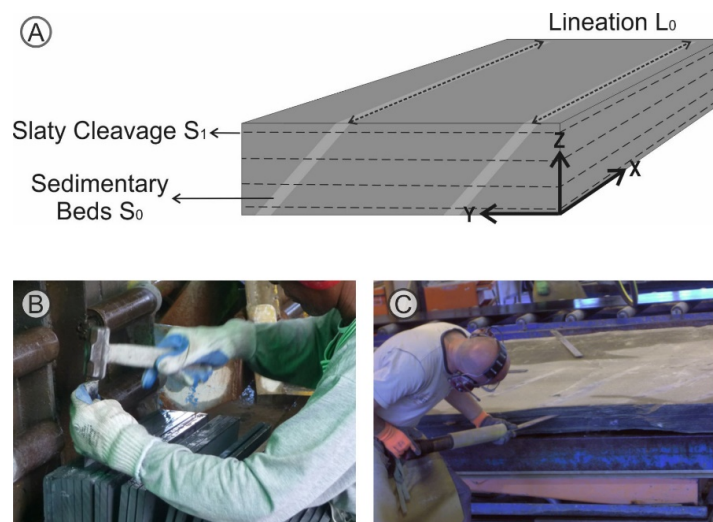 A
Lineation L₀
Slaty Cleavage S₁
Z
X
Sedimentary
Beds S₀
Y
B
C